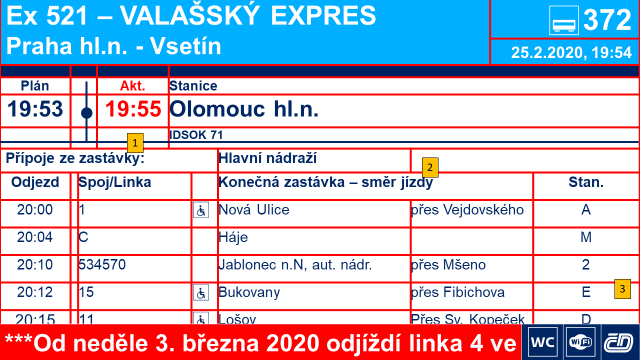 Ex 521 – VALAŠSKÝ EXPRES
372
Praha hl.n. - Vsetín
25.2.2020, 19:54
Plán Akt. Stanice
19:53 19:55 Olomouc hl.n.
IDSOK 71
1
Přípoje ze zastávky: Hlavní nádraží
2
Odjezd Spoj/Linka Konečná zastávka – směr jízdy Stan.
20:00 1 Nová Ulice přes Vejdovského A
20:04 C Háje M
20:10 534570 Jablonec n.N, aut. nádr. přes Mšeno 2
20:12 15 Bukovany přes Fibichova E
3
20:15 11 Lošov Přes Sv. Kopeček D
***Od neděle 3. března 2020 odjíždí linka 4 ve
WC WiFi ČD